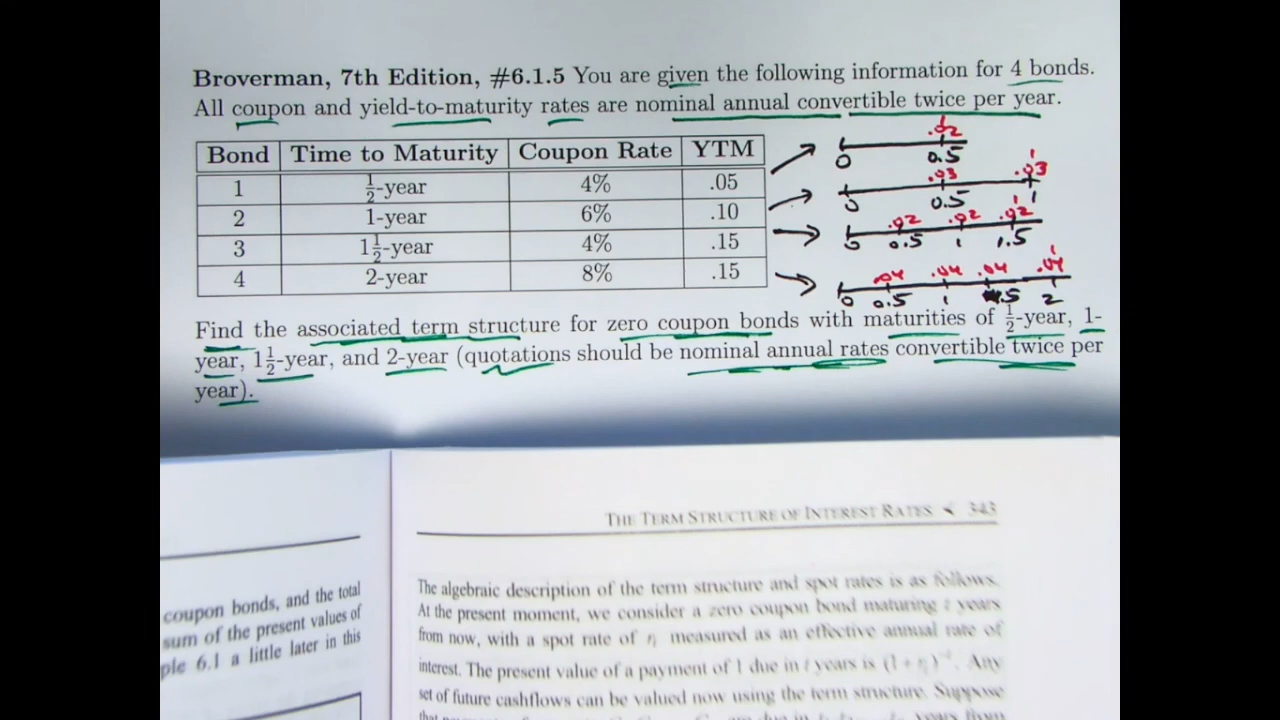 Broverman, 7th Edition, #6.1.5 You are given the following information for 4 bonds.
All coupon and yield-to-maturity rates are nominal annual convertible twice per year.
Bond Time to Maturity Coupon Rate YTM
1 ½-year 4% .05
2 1-year 6% .10
3 1½-year 4% .15
4 2-year 8% .15
1
.02
0 0.5
1
.03 .03
0 0.5 1
1
.02 .02 .02
0 0.5 1 1.5
1
.04 .04 .04 .04
0 0.5 1 1.5 2
Find the associated term structure for zero coupon bonds with maturities of ½-year, 1-
year, 1½-year, and 2-year (quotations should be nominal annual rates convertible twice per
year).
THE TERM STRUCTURE OF INTEREST RATES < 343
coupon bonds, and the total
sum of the present values of
ple 6.1 a little later in this
The algebraic description of the term structure and spot rates is as follows.
At the present moment, we consider a zero coupon bond maturing t years
from now, with a spot rate of measured as an effective annual rate of
interest. The present value of a payment of 1 due in t years is Any
set of future cashflows can be valued now using the term structure. Suppose
years from